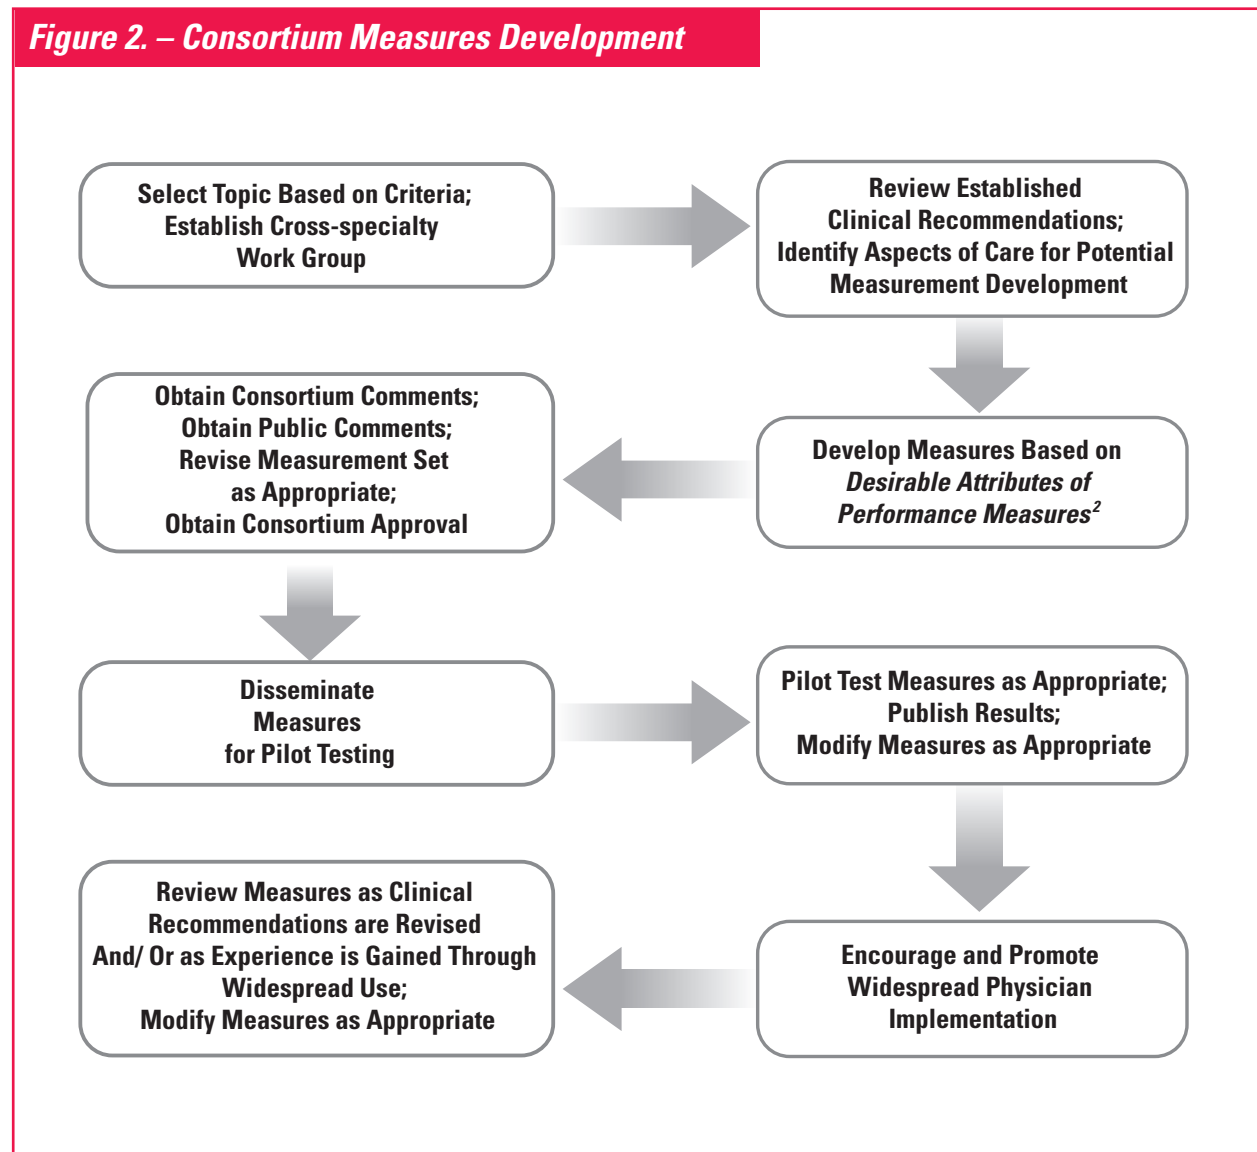 Figure 2. – Consortium Measures Development
Select Topic Based on Criteria;
Establish Cross-specialty
Work Group
Review Established
Clinical Recommendations;
Identify Aspects of Care for Potential
Measurement Development
Develop Measures Based on
Desirable Attributes of
Performance Measures²
Obtain Consortium Comments;
Obtain Public Comments;
Revise Measurement Set
as Appropriate;
Obtain Consortium Approval
Disseminate
Measures
for Pilot Testing
Pilot Test Measures as Appropriate;
Publish Results;
Modify Measures as Appropriate
Encourage and Promote
Widespread Physician
Implementation
Review Measures as Clinical
Recommendations are Revised
And/ Or as Experience is Gained Through
Widespread Use;
Modify Measures as Appropriate